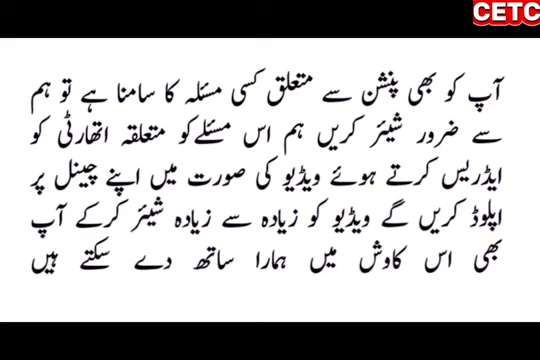 CETC
آپ کو بھی پنشن سے متعلق کسی مسئلہ کا سامنا ہے تو ہم
سے ضرور شیئر کریں ہم اس مسئلے کو متعلقہ اتھارٹی کو
ایڈریس کرتے ہوئے ویڈیو کی صورت میں اپنے چینل پر
اپلوڈ کریں گے ویڈیو کو زیادہ سے زیادہ شیئر کرکے آپ
بھی اس کاوش میں ہمارا ساتھ دے سکتے ہیں